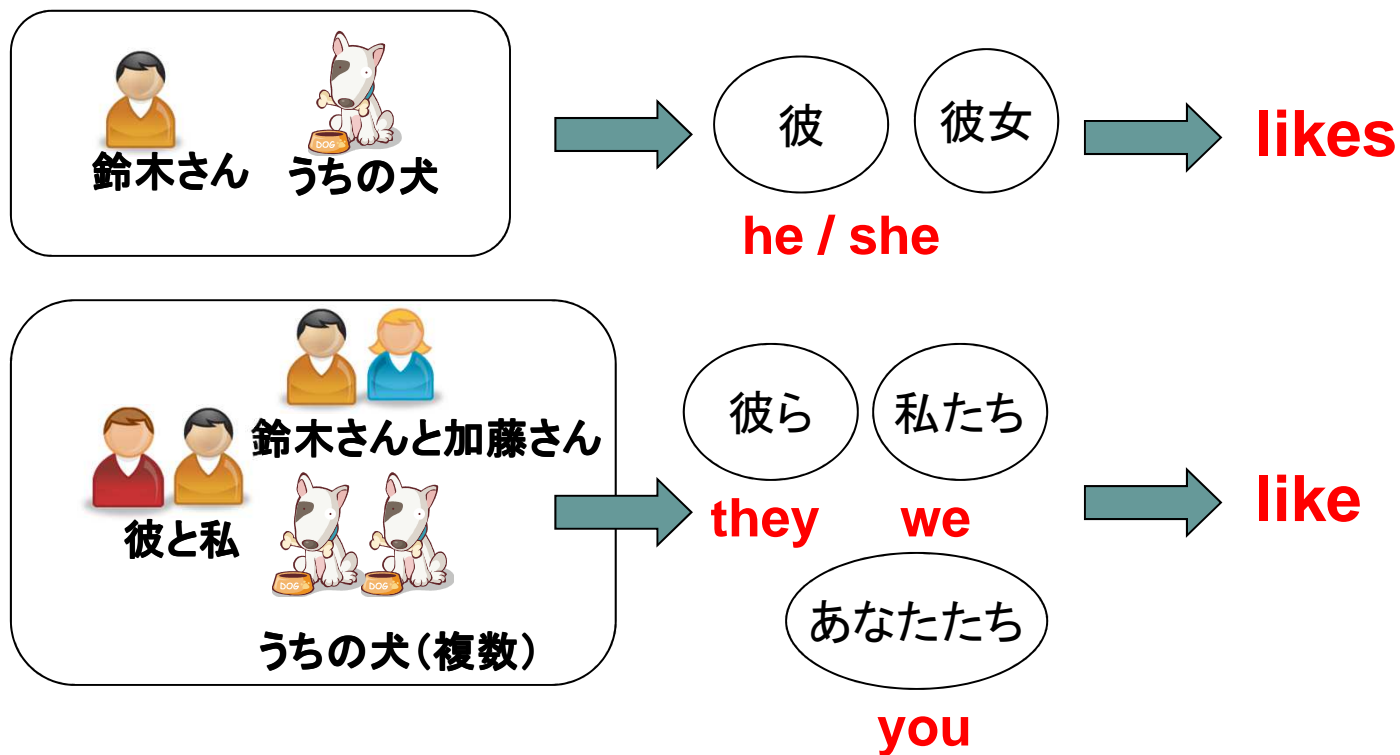 鈴木さん
DOG
うちの犬
彼
彼女
likes
he / she
鈴木さんと加藤さん
彼と私
DOG
DOG
うちの犬(複数)
彼ら
私たち
they
we
like
あなたたち
you